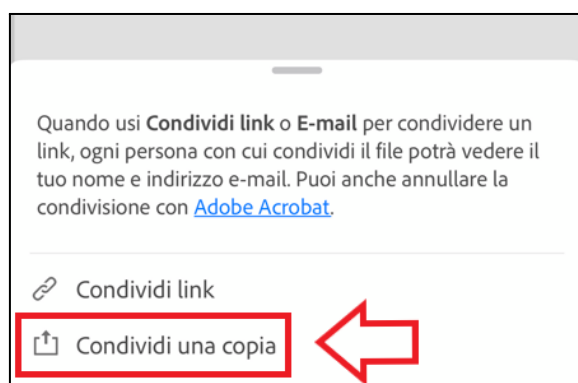 Quando usi Condividi link o E-mail per condividere un
link, ogni persona con cui condividi il file potrà vedere il
tuo nome e indirizzo e-mail. Puoi anche annullare la
condivisione con Adobe Acrobat.
Condividi link
Condividi una copia